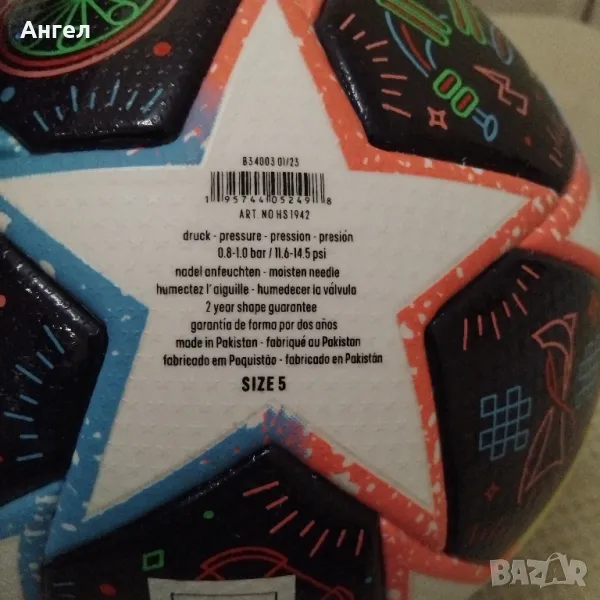 Ангел
B34003 01/23
1 95744 05249 8
ART. NO HS1942
druck - pressure - pression - presión
0.8-1.0 bar / 11.6-14.5 psi
nadel anfeuchten - moisten needle
humectez l' aiguille - humedecer la válvula
2 year shape guarantee
garantía de forma por dos años
made in Pakistan - fabriqué au Pakistan
fabricado em Paquistão - fabricado en Pakistán
SIZE 5
BAZAR